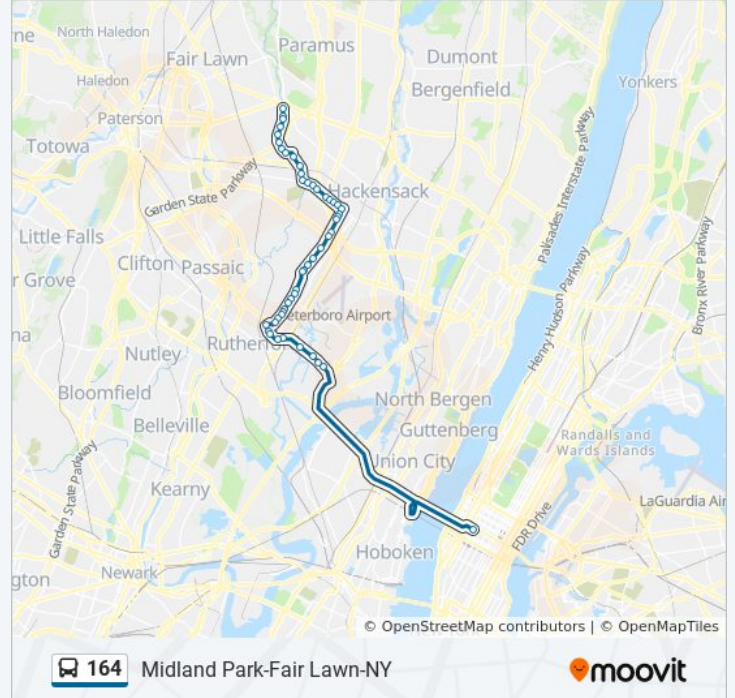 North Haledon
Paramus
Dumont
Fair Lawn
Haledon
Bergenfield
Yonkers
Paterson
Totowa
Garden State Parkway
Hackensack
Palisades Interstate Parkway
Little Falls
r Grove
Clifton
Passaic
Bronx River Parkway
Henry Hudson Parkway
eterboro Airport
na
Nutley
Rutherf
Bloomfield
North Bergen
Belleville
Guttenberg
Randalls and
Wards Islands
Union City
Garden State Parkway
Kearny
LaGuardia Air
FDR Drive
Hoboken
Newark
gton
© OpenStreetMap contributors | © OpenMapTiles
164 Midland Park-Fair Lawn-NY
moovit